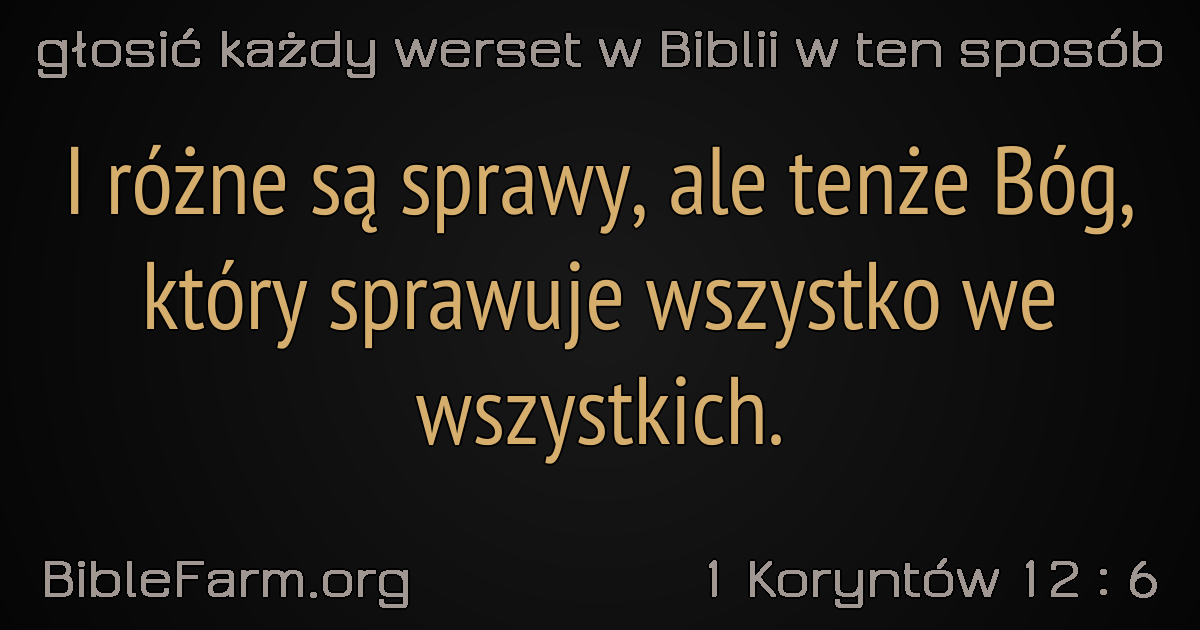 głosić każdy werset w Biblii w ten sposób
I różne są sprawy, ale tenże Bóg,
który sprawuje wszystko we
wszystkich.
BibleFarm.org
1 Koryntów 12 : 6